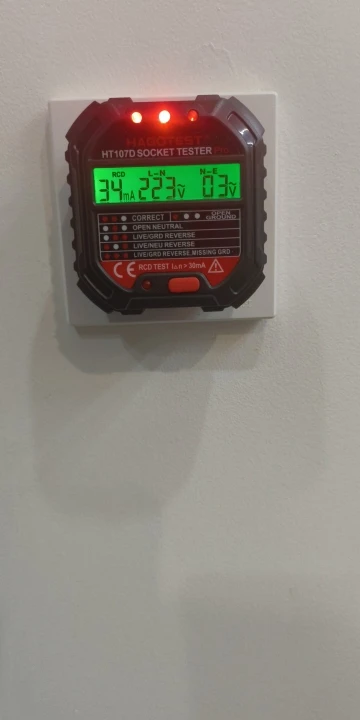 HABOTEST
HT107D SOCKET TESTER Pro
RCD L-N N-E
34mA 223V 03V
CORRECT OPEN GROUND
OPEN NEUTRAL
LIVE/GRD REVERSE
LIVE/NEU REVERSE
LIVE/GRD REVERSE,MISSING GRD
CE RCD TEST I△n>30mA